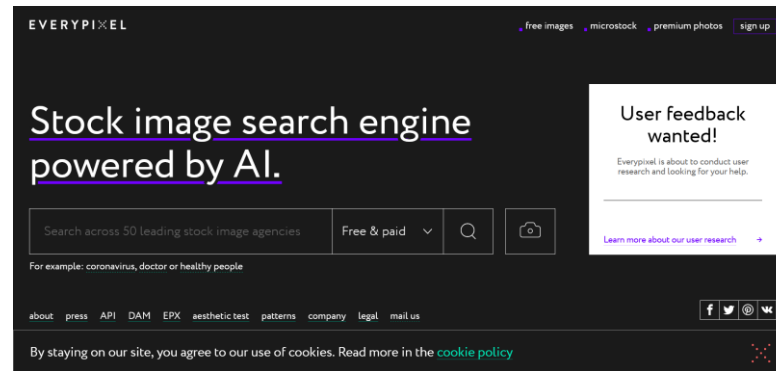 EVERYPIXEL
free images microstock premium photos sign up
Stock image search engine
powered by AI.
Search across 50 leading stock image agencies Free & paid
For example: coronavirus, doctor or healthy people
User feedback
wanted!
Everypixel is about to conduct user
research and looking for your help.
Learn more about our user research →
about press API DAM EPX aesthetic test patterns company legal mail us
By staying on our site, you agree to our use of cookies. Read more in the cookie policy